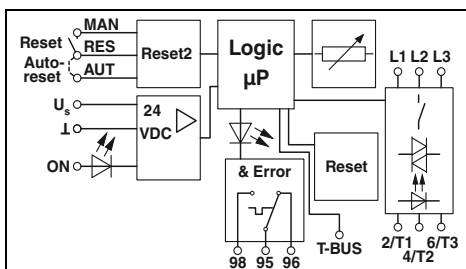 MAN
Reset
RES
Auto-
reset
AUT
Reset2
Logic
µP
L1 L2 L3
Us
⊥
24
VDC
ON
& Error
Reset
98 95 96
T-BUS
2/T1 6/T3
4/T2